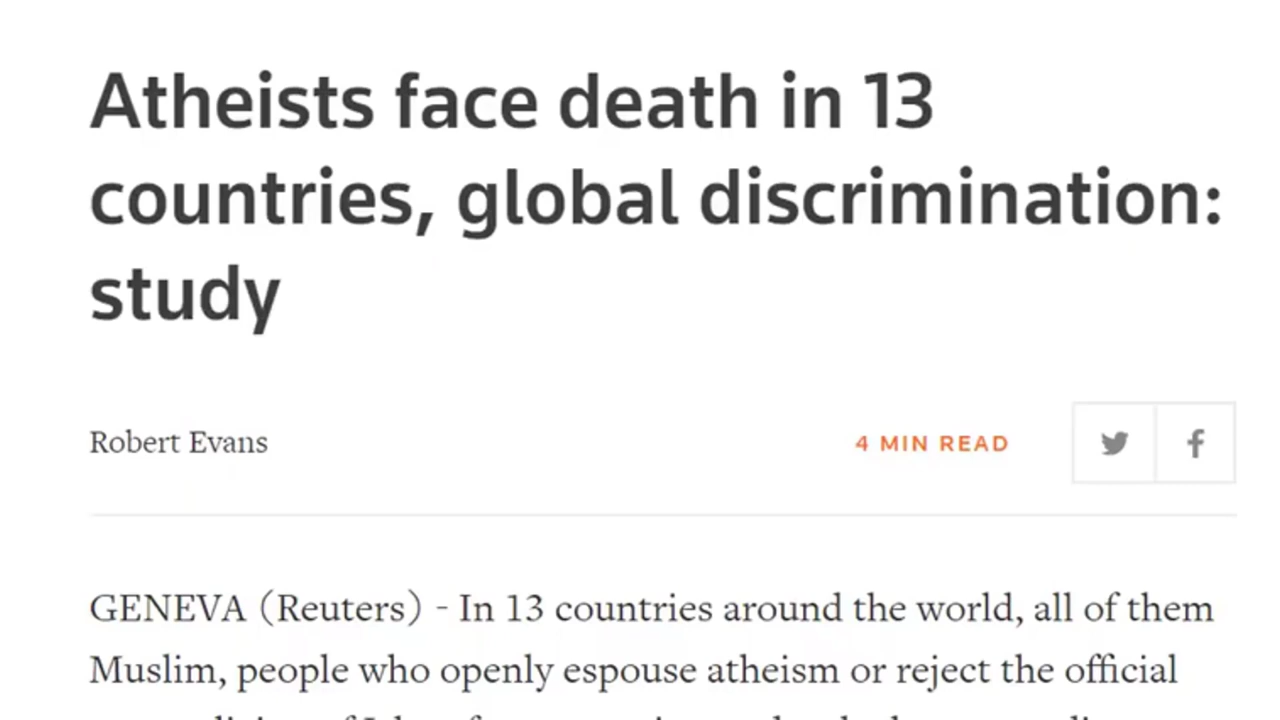 Atheists face death in 13
countries, global discrimination:
study
Robert Evans
4 MIN READ
GENEVA (Reuters) - In 13 countries around the world, all of them
Muslim, people who openly espouse atheism or reject the official